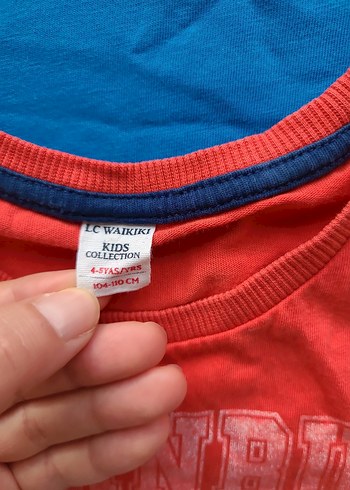 LC WAIKIKI
KIDS
COLLECTION
4-5YAS/YRS
104-110 CM